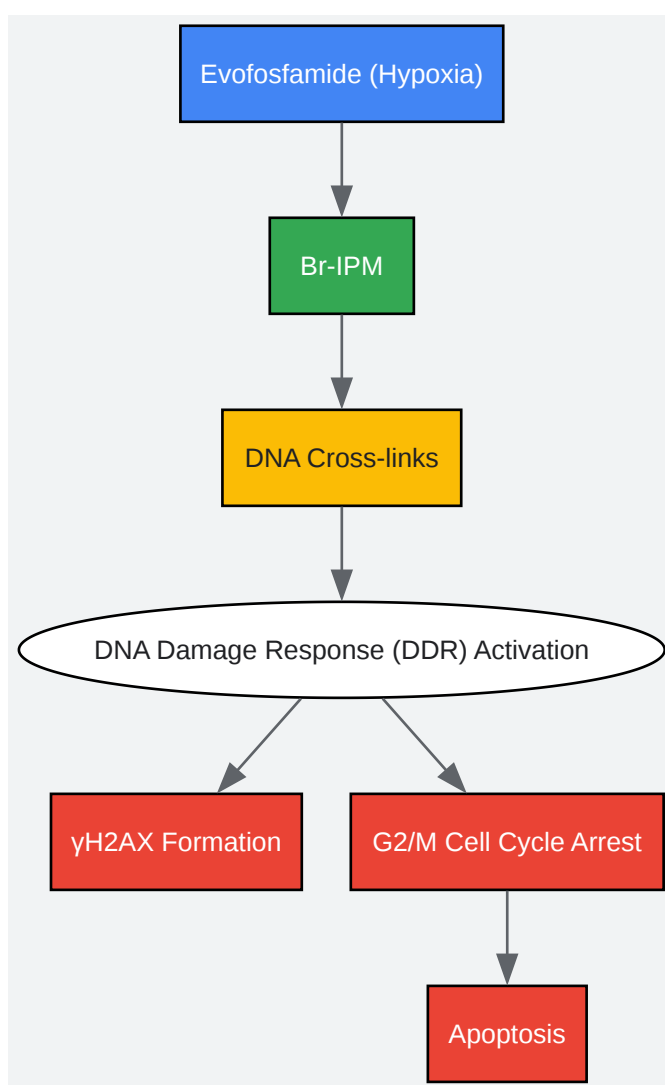 Evofosfamide (Hypoxia)
Br-IPM
DNA Cross-links
DNA Damage Response (DDR) Activation
γH2AX Formation
G2/M Cell Cycle Arrest
Apoptosis